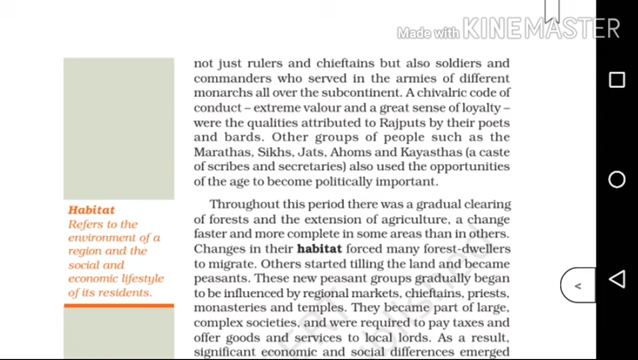 Made with KINEMASTER
not just rulers and chieftains but also soldiers and
commanders who served in the armies of different
monarchs all over the subcontinent. A chivalric code of
conduct – extreme valour and a great sense of loyalty –
were the qualities attributed to Rajputs by their poets
and bards. Other groups of people such as the
Marathas, Sikhs, Jats, Ahoms and Kayasthas (a caste
of scribes and secretaries) also used the opportunities
of the age to become politically important.
Throughout this period there was a gradual clearing
of forests and the extension of agriculture, a change
faster and more complete in some areas than in others.
Changes in their habitat forced many forest-dwellers
to migrate. Others started tilling the land and became
peasants. These new peasant groups gradually began
to be influenced by regional markets, chieftains, priests,
monasteries and temples. They became part of large,
complex societies, and were required to pay taxes and
offer goods and services to local lords. As a result,
significant economic and social differences emerged
Habitat
Refers to the
environment of a
region and the
social and
economic lifestyle
of its residents.